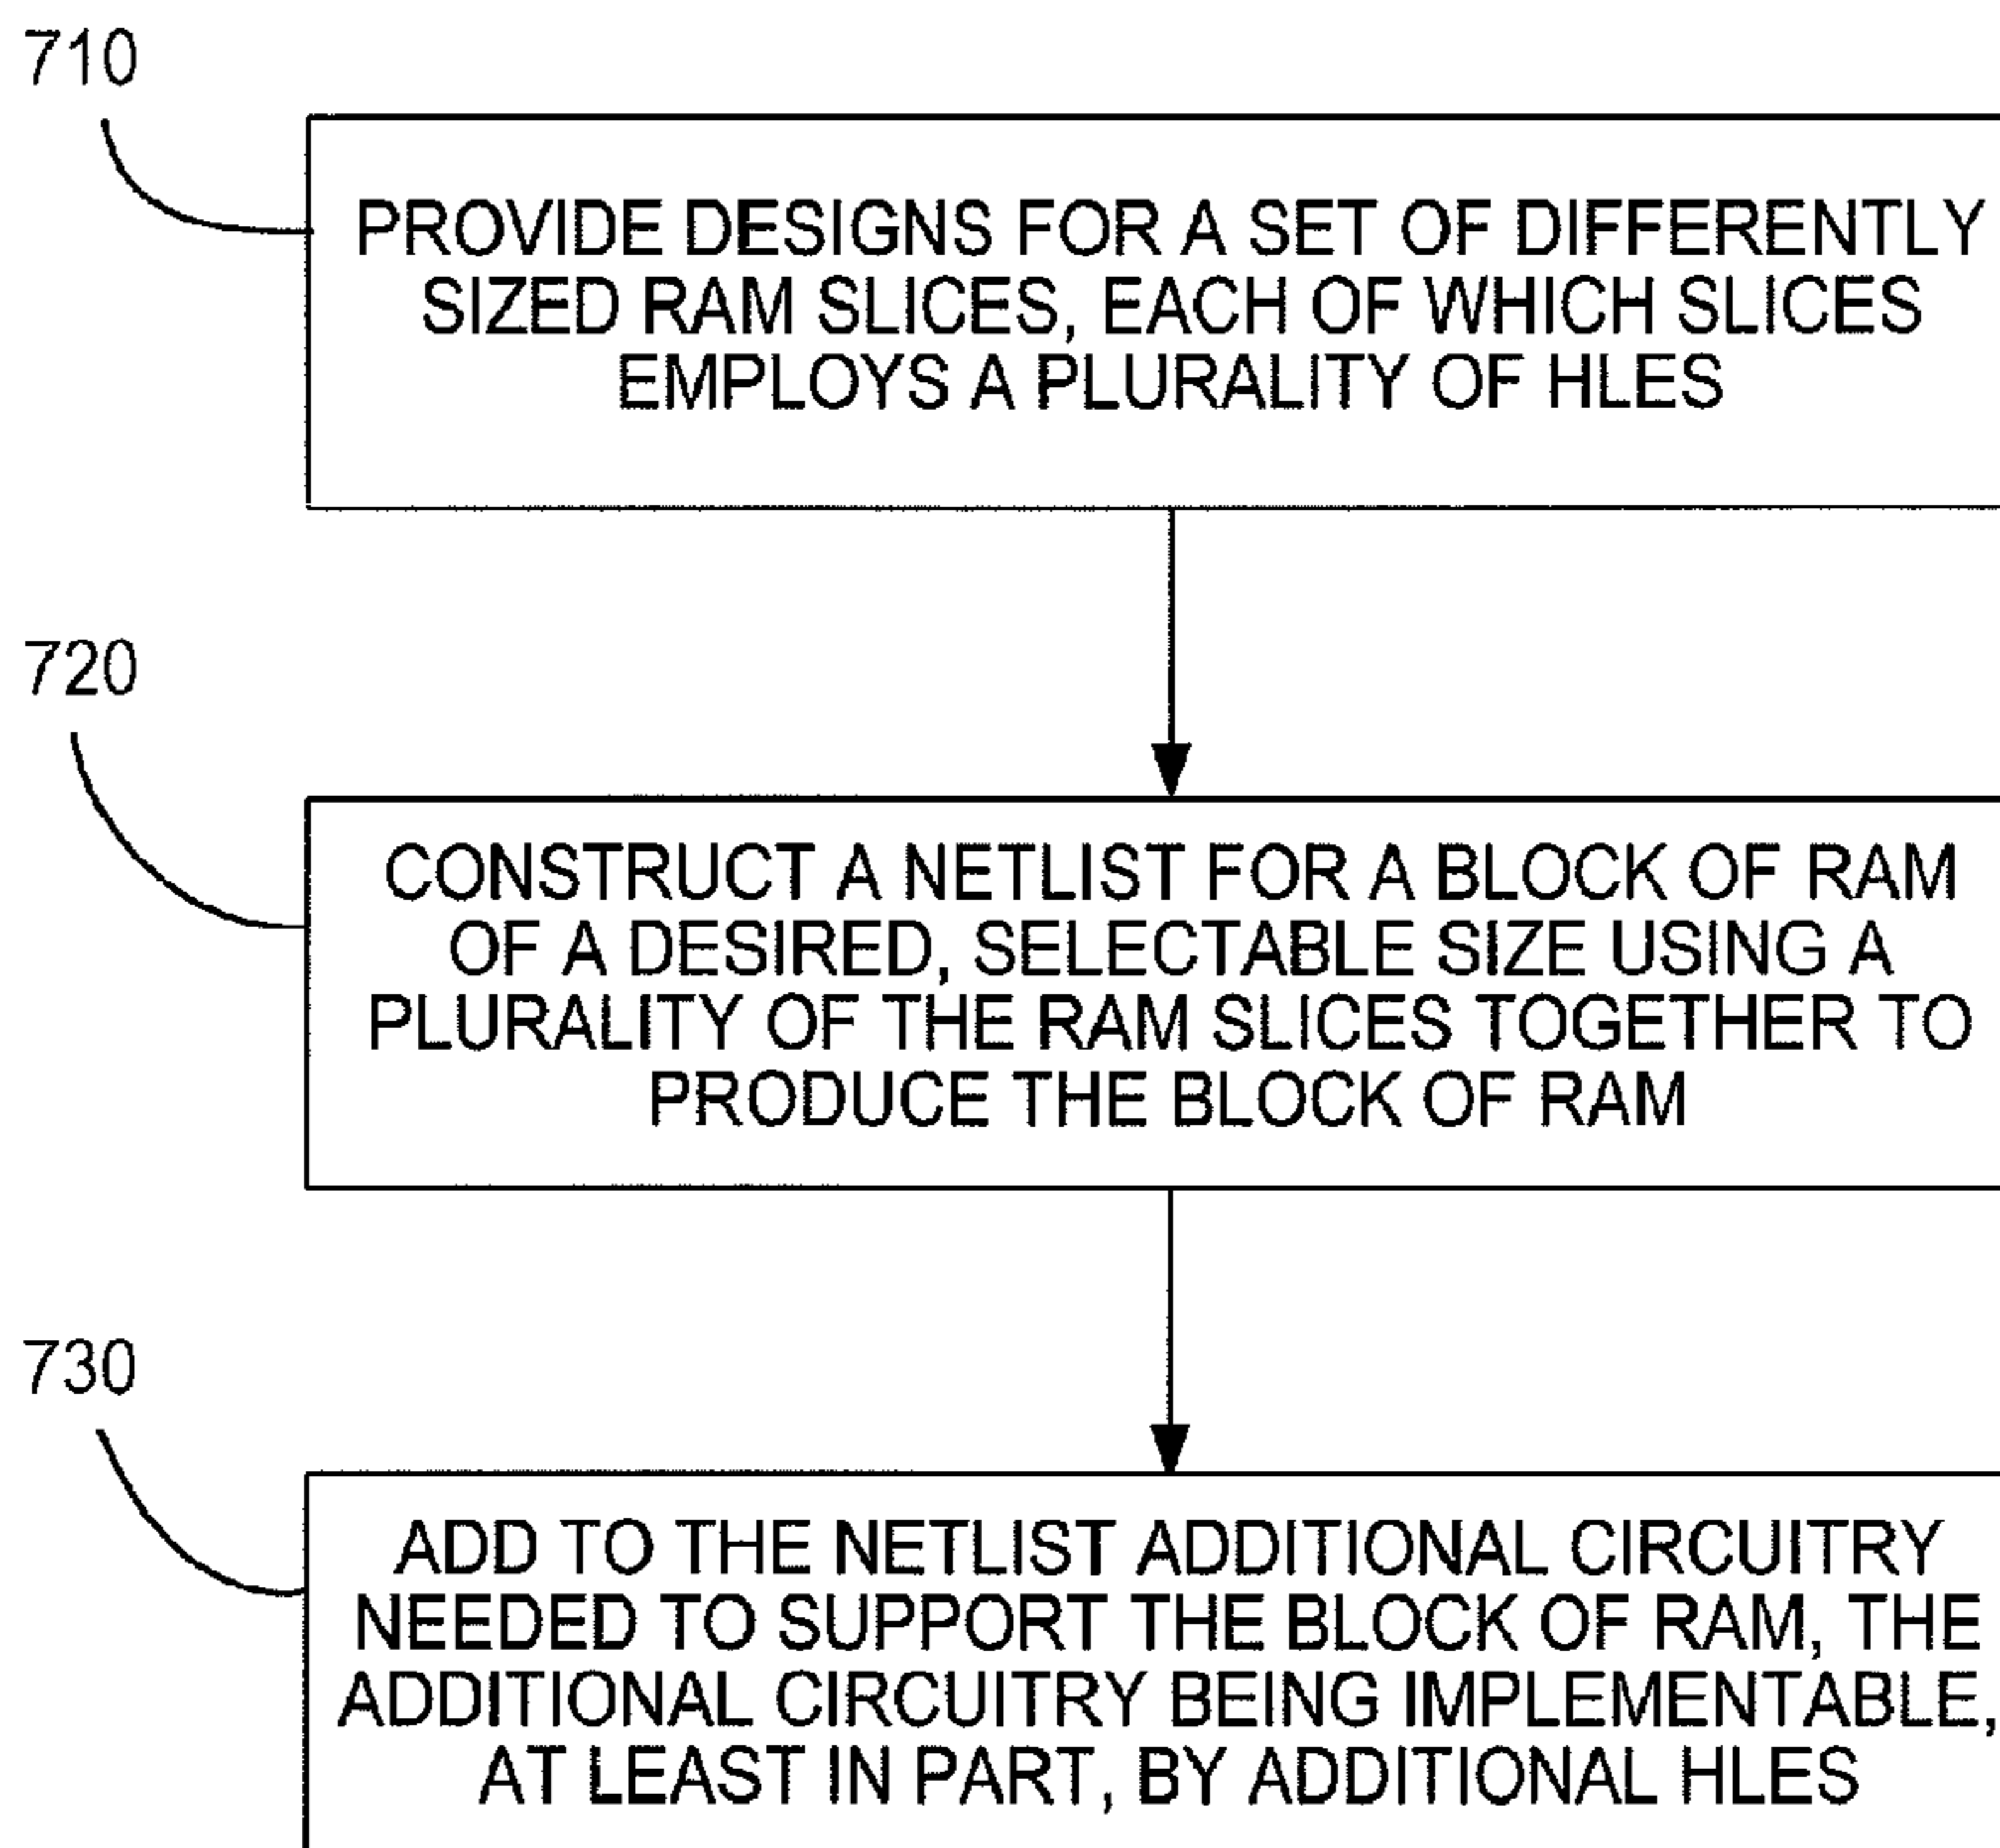 710
PROVIDE DESIGNS FOR A SET OF DIFFERENTLY
SIZED RAM SLICES, EACH OF WHICH SLICES
EMPLOYS A PLURALITY OF HLES
720
CONSTRUCT A NETLIST FOR A BLOCK OF RAM
OF A DESIRED, SELECTABLE SIZE USING A
PLURALITY OF THE RAM SLICES TOGETHER TO
PRODUCE THE BLOCK OF RAM
730
ADD TO THE NETLIST ADDITIONAL CIRCUITRY
NEEDED TO SUPPORT THE BLOCK OF RAM, THE
ADDITIONAL CIRCUITRY BEING IMPLEMENTABLE,
AT LEAST IN PART, BY ADDITIONAL HLES